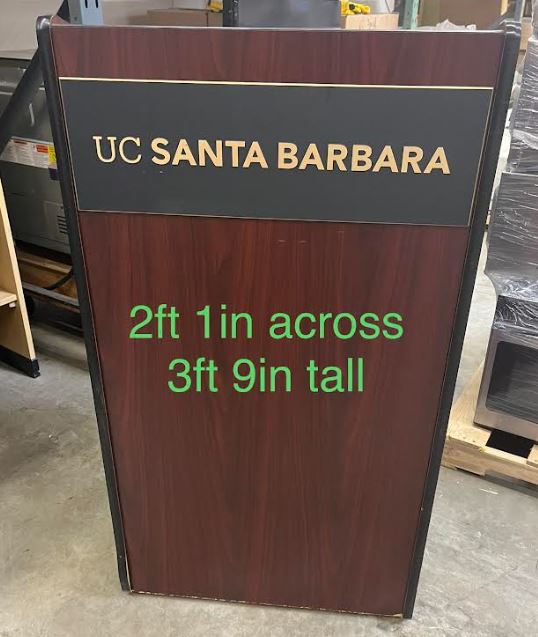 UC SANTA BARBARA
2ft 1in across
3ft 9in tall